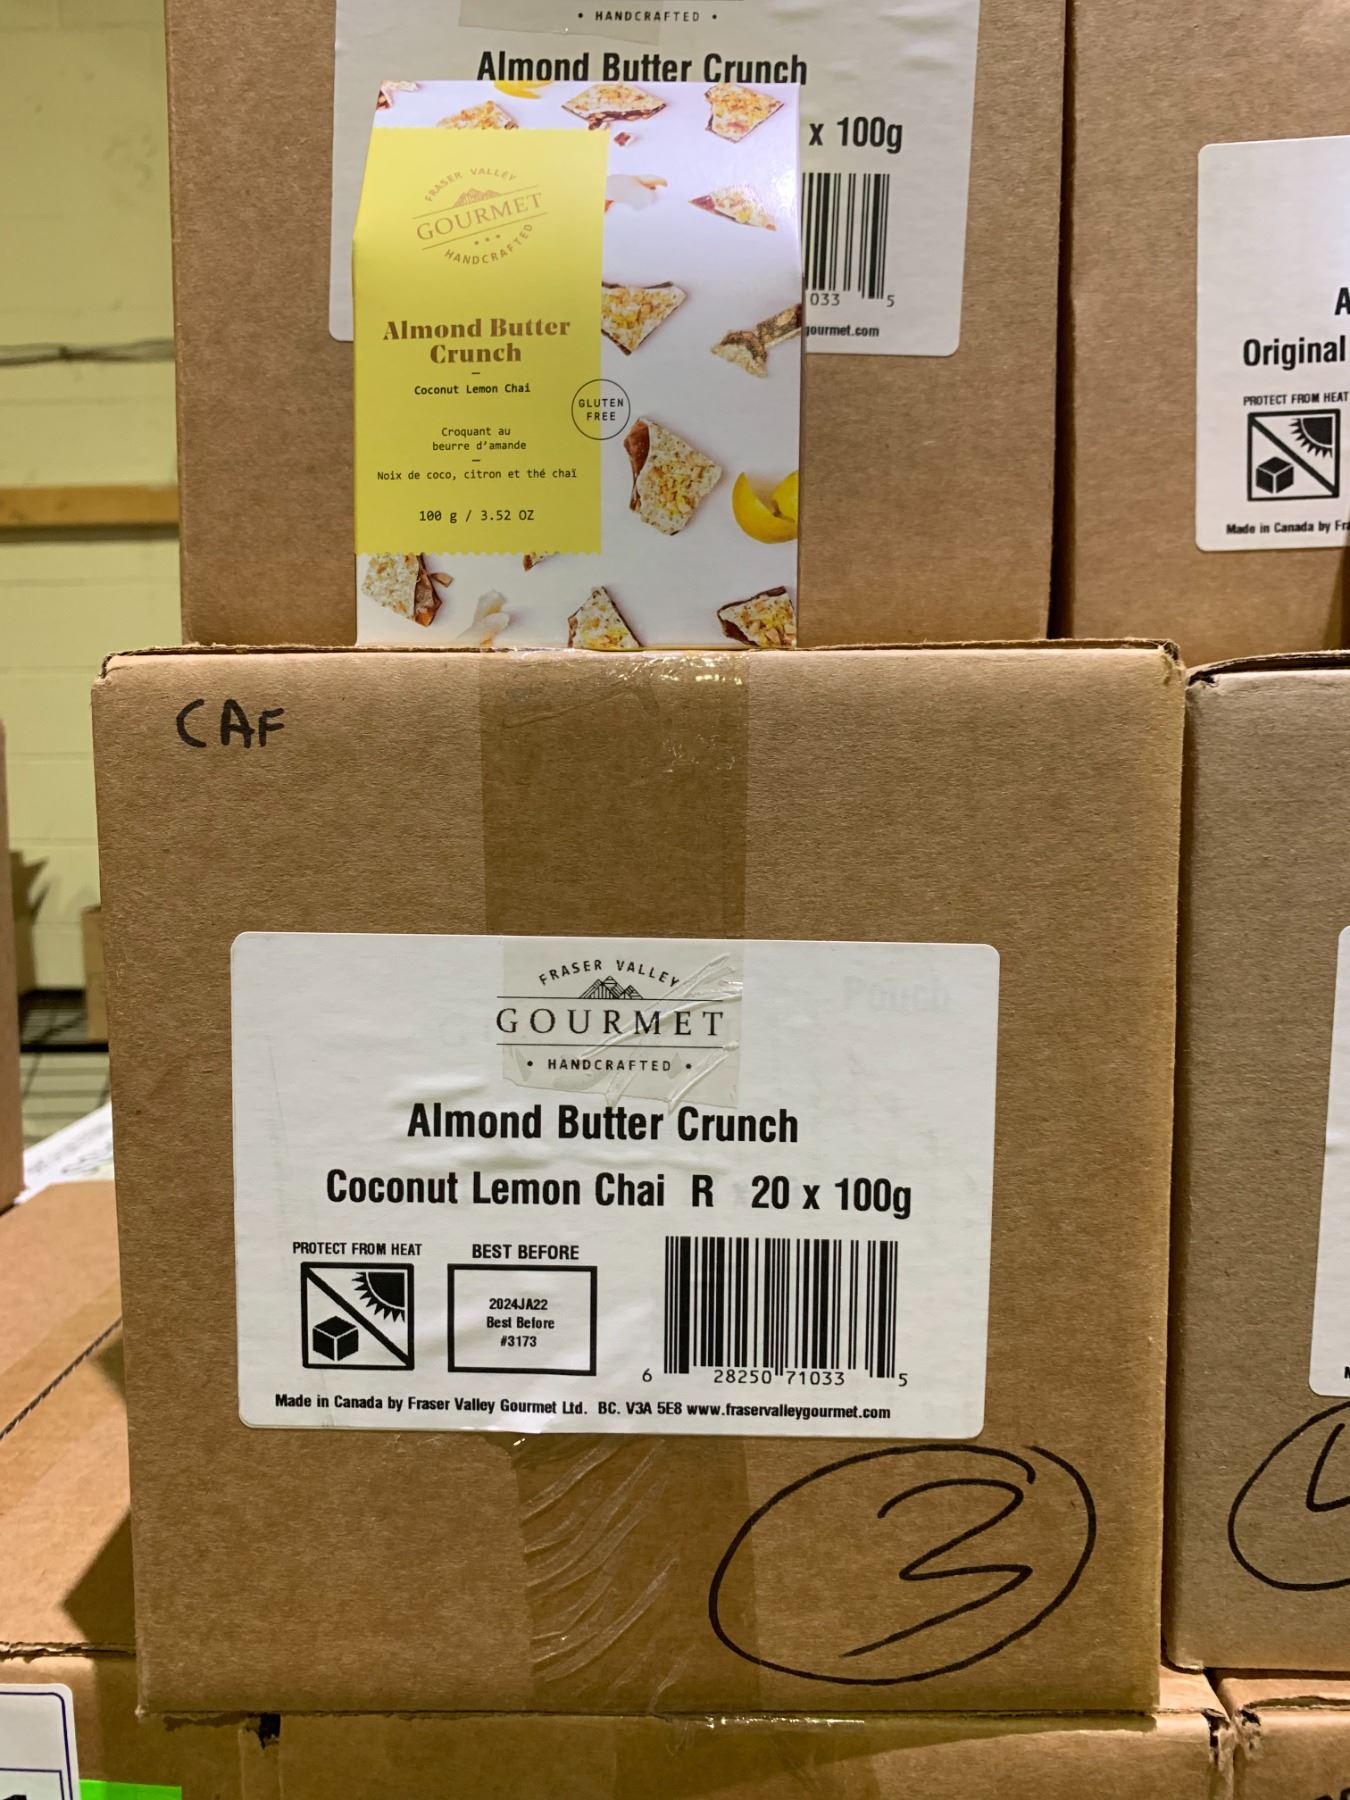 • HANDCRAFTED •
Almond Butter Crunch
x 100g
033 5
gourmet.com
FRASER VALLEY
GOURMET
HANDCRAFTED
Almond Butter
Crunch
Coconut Lemon Chai
GLUTEN
FREE
Croquant au
beurre d'amande
Noix de coco, citron et thé chaï
100 g / 3.52 OZ
A
Original
PROTECT FROM HEAT
Made in Canada by Fra
CAF
FRASER VALLEY
GOURMET
• HANDCRAFTED •
Pouch
Almond Butter Crunch
Coconut Lemon Chai R 20 x 100g
PROTECT FROM HEAT
BEST BEFORE
2024JA22
Best Before
#3173
6 28250 71033 5
Made in Canada by Fraser Valley Gourmet Ltd. BC. V3A 5E8 www.fraservalleygourmet.com
3